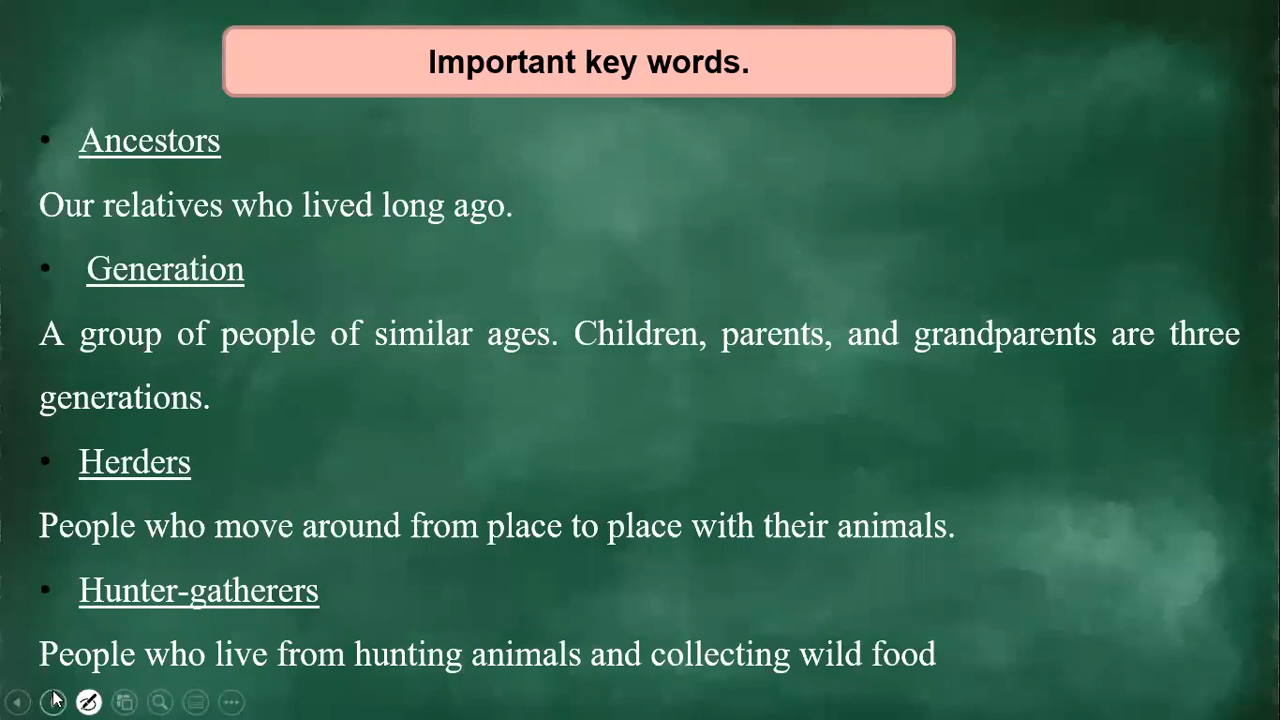 Important key words.
• Ancestors
Our relatives who lived long ago.
• Generation
A group of people of similar ages. Children, parents, and grandparents are three
generations.
• Herders
People who move around from place to place with their animals.
• Hunter-gatherers
People who live from hunting animals and collecting wild food